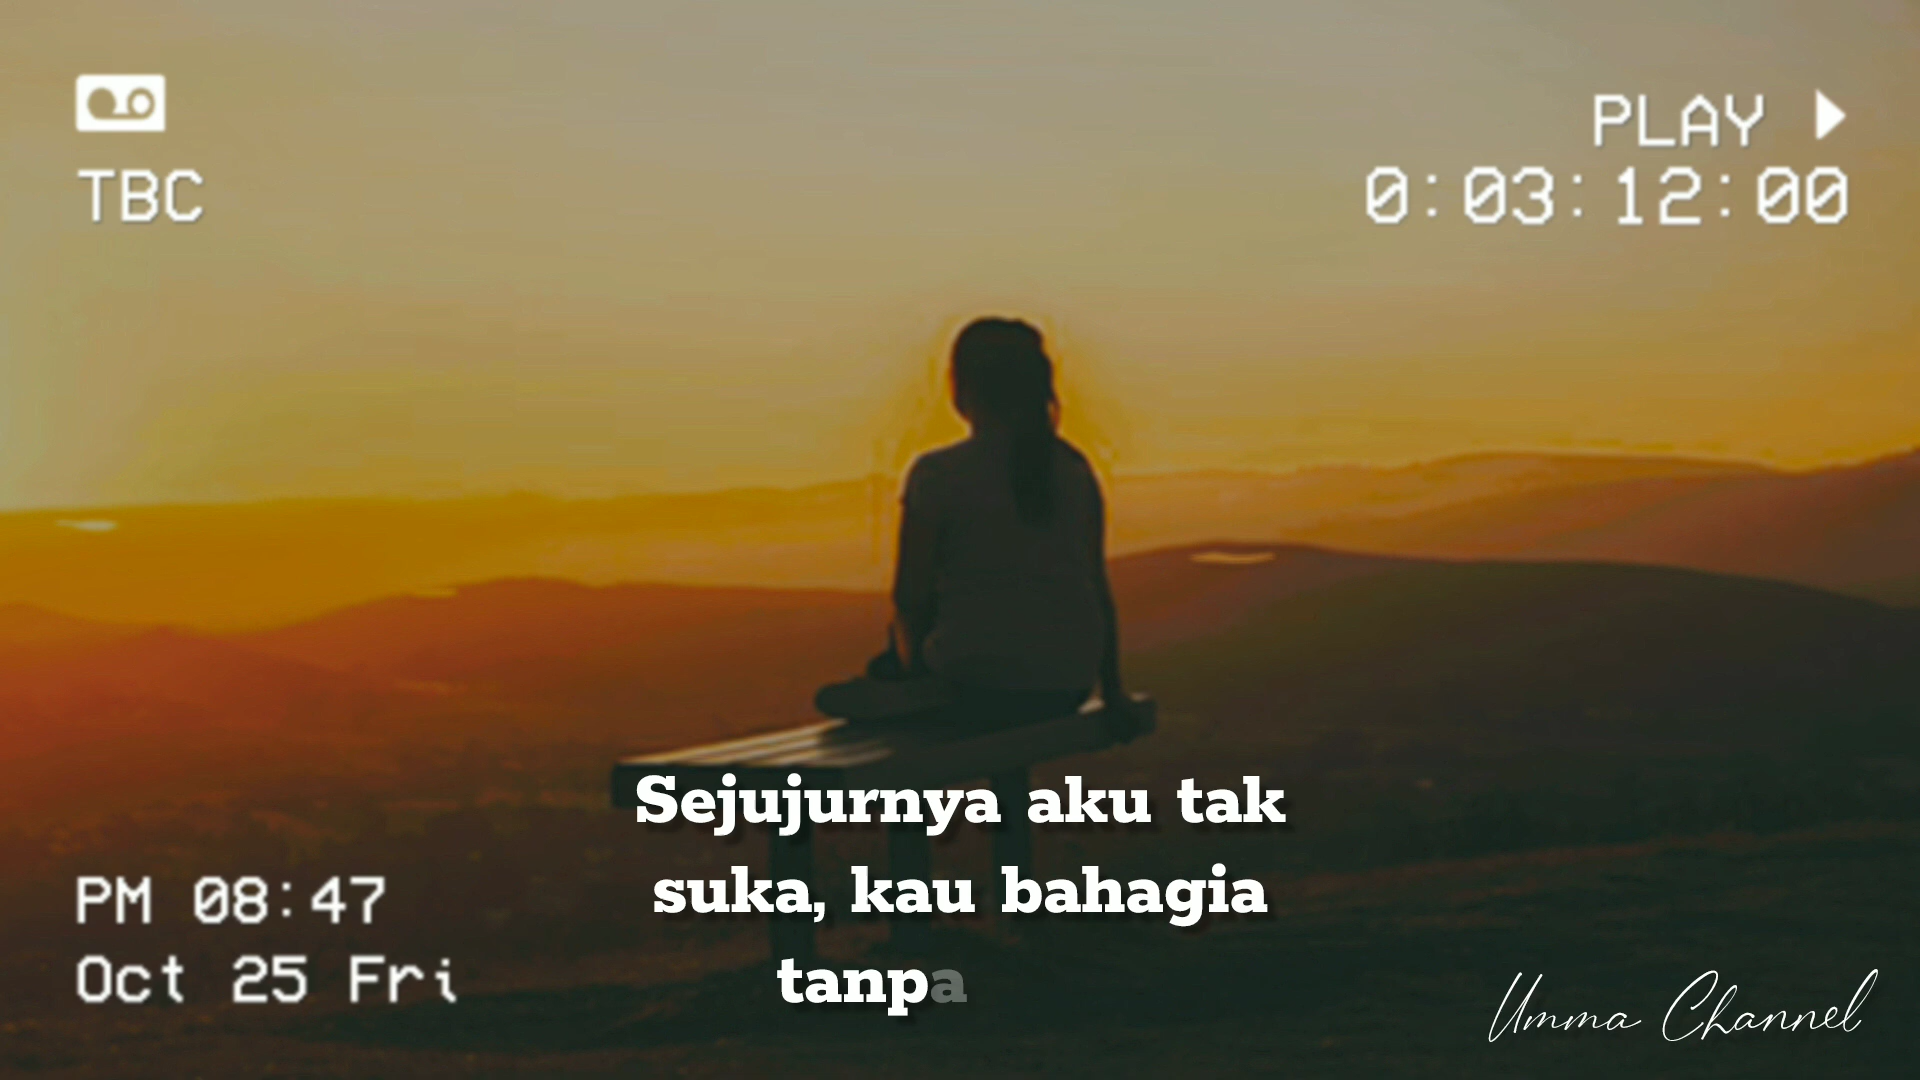 TBC
PLAY
0:03:12:00
Sejujurnya aku tak
suka, kau bahagia
tanpa
PM 08:47
Oct 25 Fri
Umma Channel